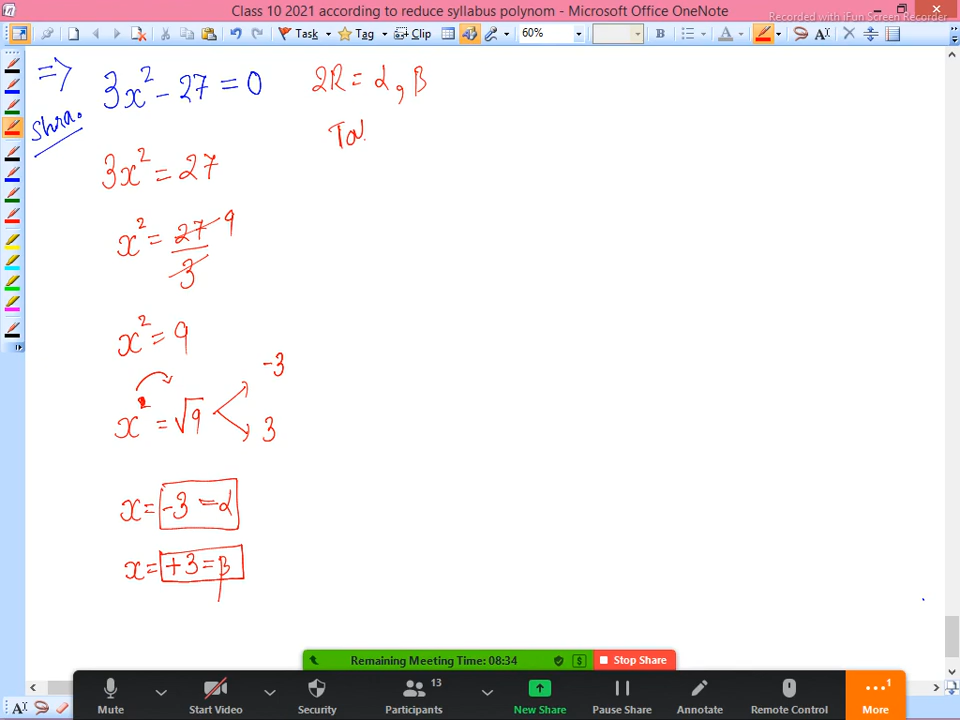 Class 10 2021 according to reduce syllabus polynom - Microsoft Office OneNote
Recorded with iFun Screen Recorder
Task Tag Clip 60% B A
=> 3x² - 27 = 0 2R = α, β
3x² = 27
x² = 27/3 9
x² = 9
-3
x² = √9
3
x = -3 = α
x = +3 = β
Remaining Meeting Time: 08:34 $ Stop Share
13 1
Mute Start Video Security Participants New Share Pause Share Annotate Remote Control More